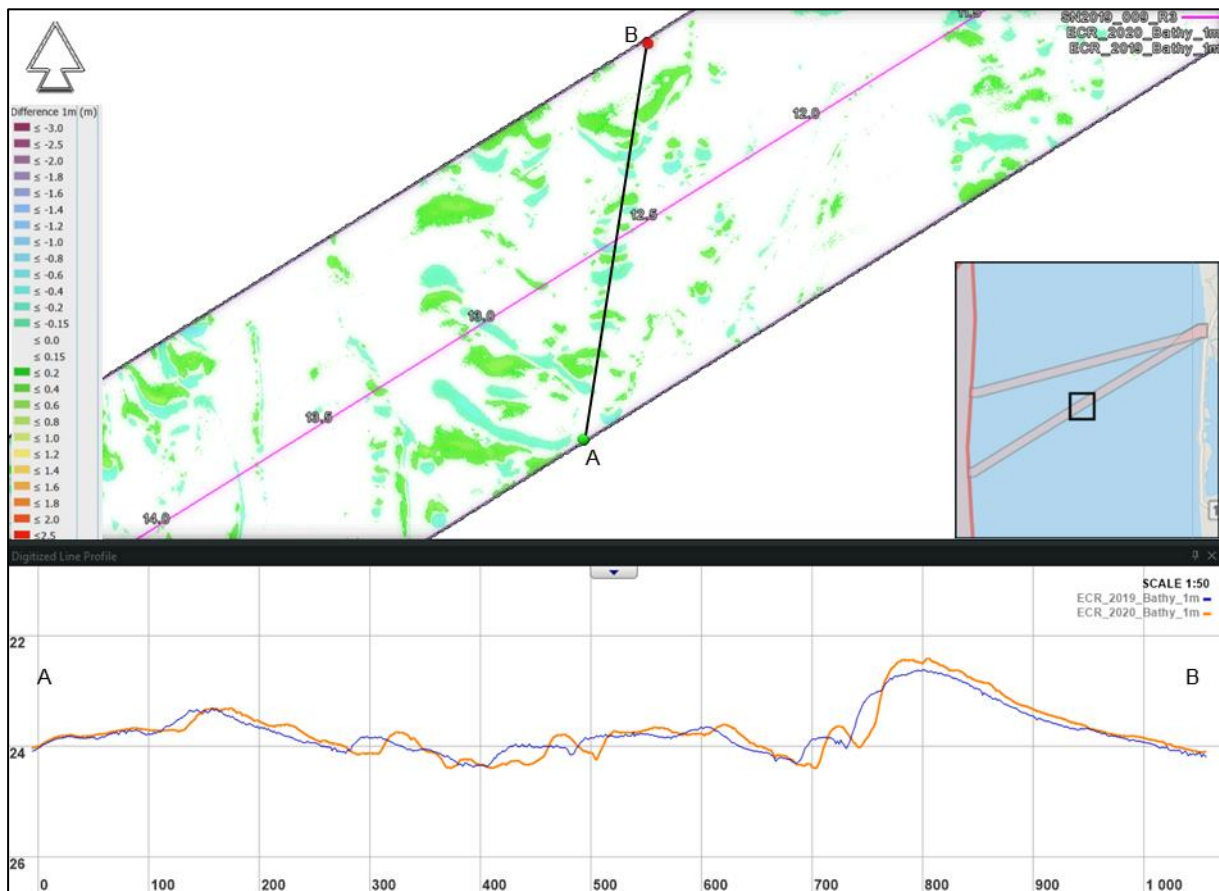 B
11.5
SN2019_009_R3
ECR_2020_Bathy_1m
ECR_2019_Bathy_1m
Difference 1m (m)
≤ -3.0
≤ -2.5
≤ -2.0
≤ -1.8
≤ -1.6
≤ -1.4
≤ -1.2
≤ -1.0
≤ -0.8
≤ -0.6
≤ -0.4
≤ -0.2
≤ -0.15
≤ 0.0
≤ 0.15
≤ 0.2
≤ 0.4
≤ 0.6
≤ 0.8
≤ 1.0
≤ 1.2
≤ 1.4
≤ 1.6
≤ 1.8
≤ 2.0
≤2.5
12.0
12.5
13.0
13.5
14.0
A
1
Digitized Line Profile
SCALE 1:50
ECR_2019_Bathy_1m
ECR_2020_Bathy_1m
22
A
B
24
26
0 100 200 300 400 500 600 700 800 900 1 000